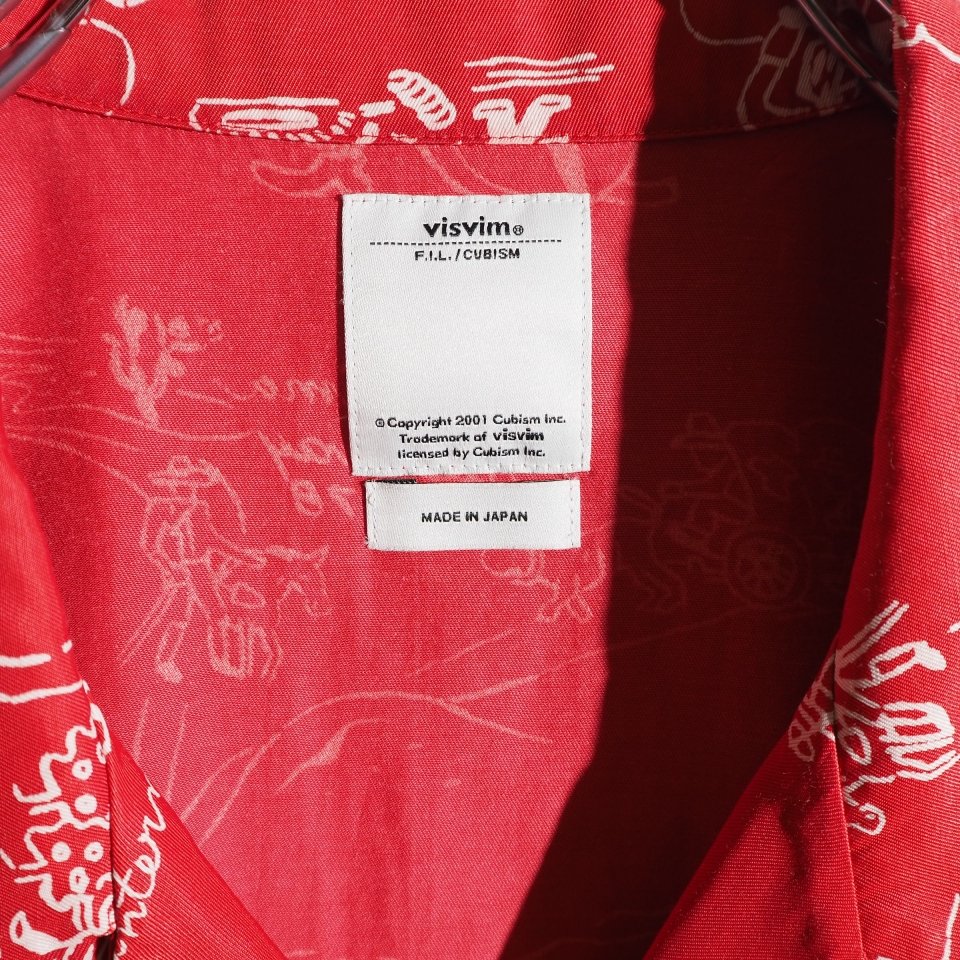 visvim®
F.I.L./CUBISM
© Copyright 2001 Cubism Inc.
Trademark of visvim
licensed by Cubism Inc.
MADE IN JAPAN